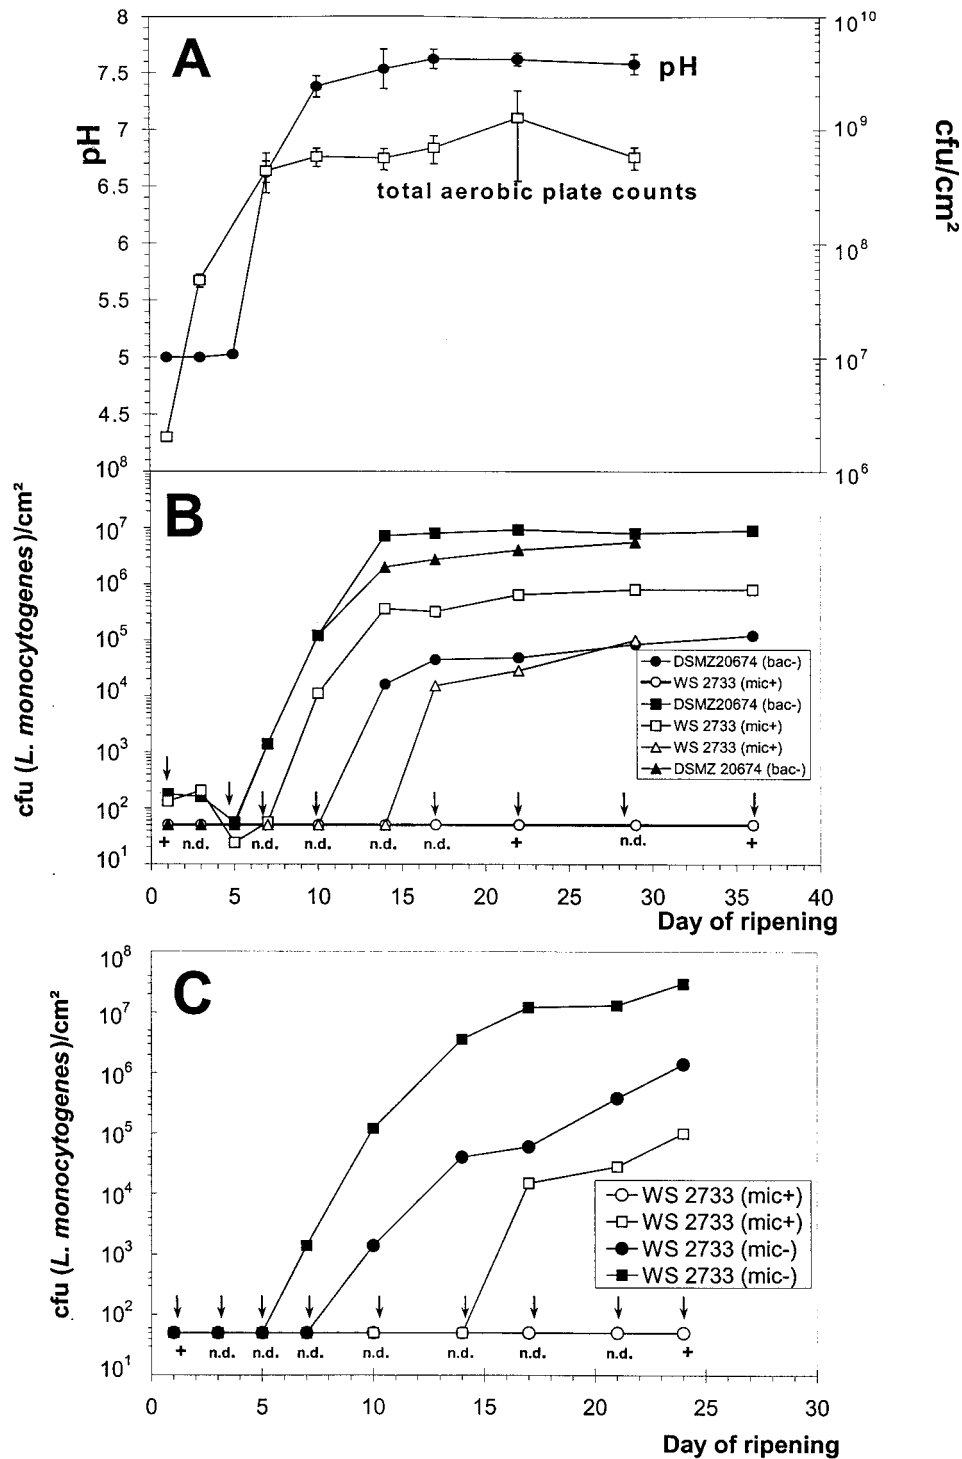 A
pH
8
7.5
7
6.5
6
5.5
5
4.5
10¹⁰
10⁹
10⁸
10⁷
10⁶
cfu/cm²
pH
total aerobic plate counts
B
cfu (L. monocytogenes)/cm²
10⁸
10⁷
10⁶
10⁵
10⁴
10³
10²
10¹
DSMZ20674 (bac-)
WS 2733 (mic+)
DSMZ20674 (bac-)
WS 2733 (mic+)
WS 2733 (mic+)
DSMZ 20674 (bac-)
+ n.d. n.d. n.d. n.d. n.d. + n.d. +
0 5 10 15 20 25 30 35 40
Day of ripening
C
cfu (L. monocytogenes)/cm²
10⁸
10⁷
10⁶
10⁵
10⁴
10³
10²
10¹
WS 2733 (mic+)
WS 2733 (mic+)
WS 2733 (mic-)
WS 2733 (mic-)
+ n.d. n.d. n.d. n.d. n.d. n.d. n.d. +
0 5 10 15 20 25 30
Day of ripening